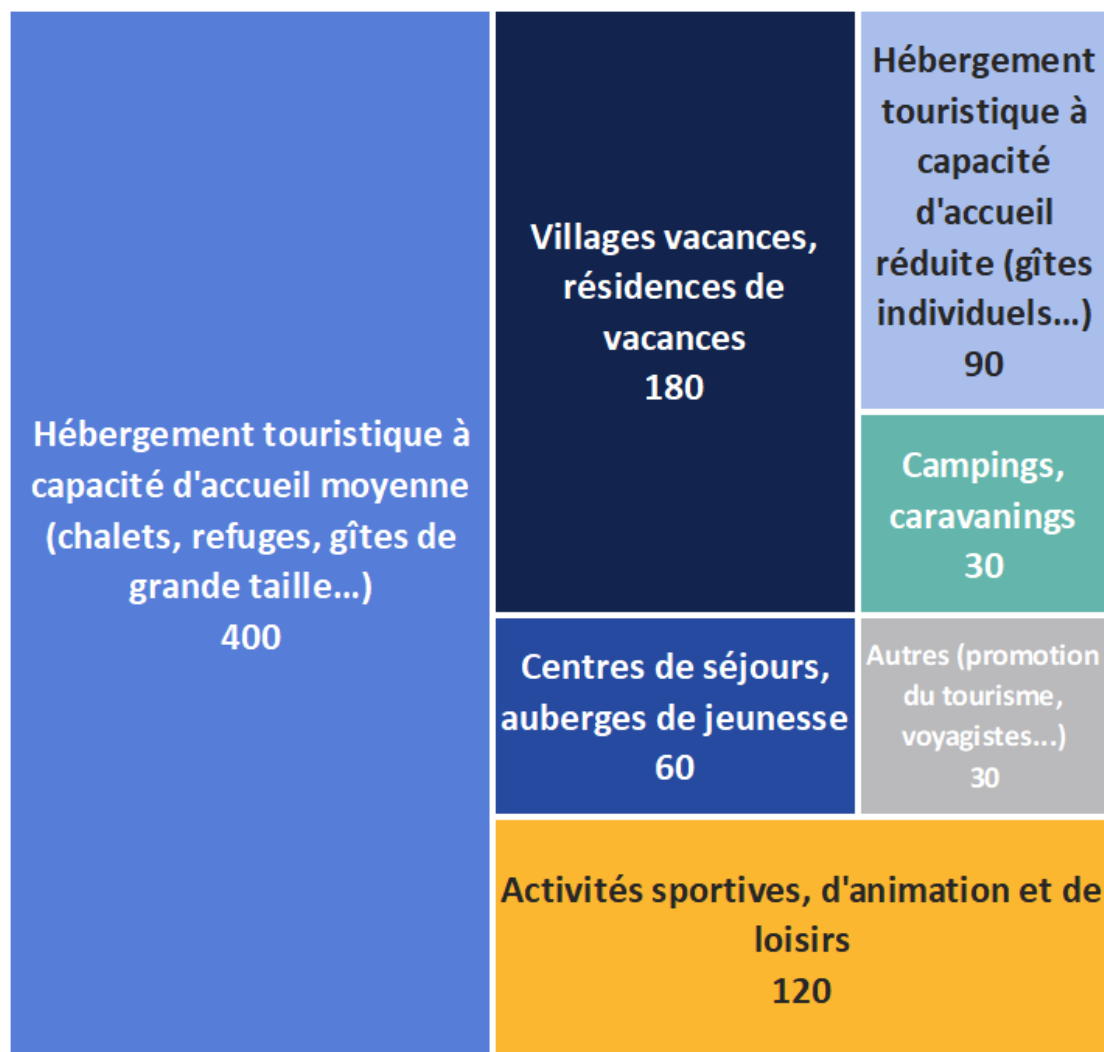 Hébergement touristique à
capacité d'accueil moyenne
(chalets, refuges, gîtes de
grande taille…)
400
Villages vacances,
résidences de
vacances
180
Hébergement
touristique à
capacité
d'accueil
réduite (gîtes
individuels…)
90
Campings,
caravanings
30
Centres de séjours,
auberges de jeunesse
60
Autres (promotion
du tourisme,
voyagistes...)
30
Activités sportives, d'animation et de
loisirs
120